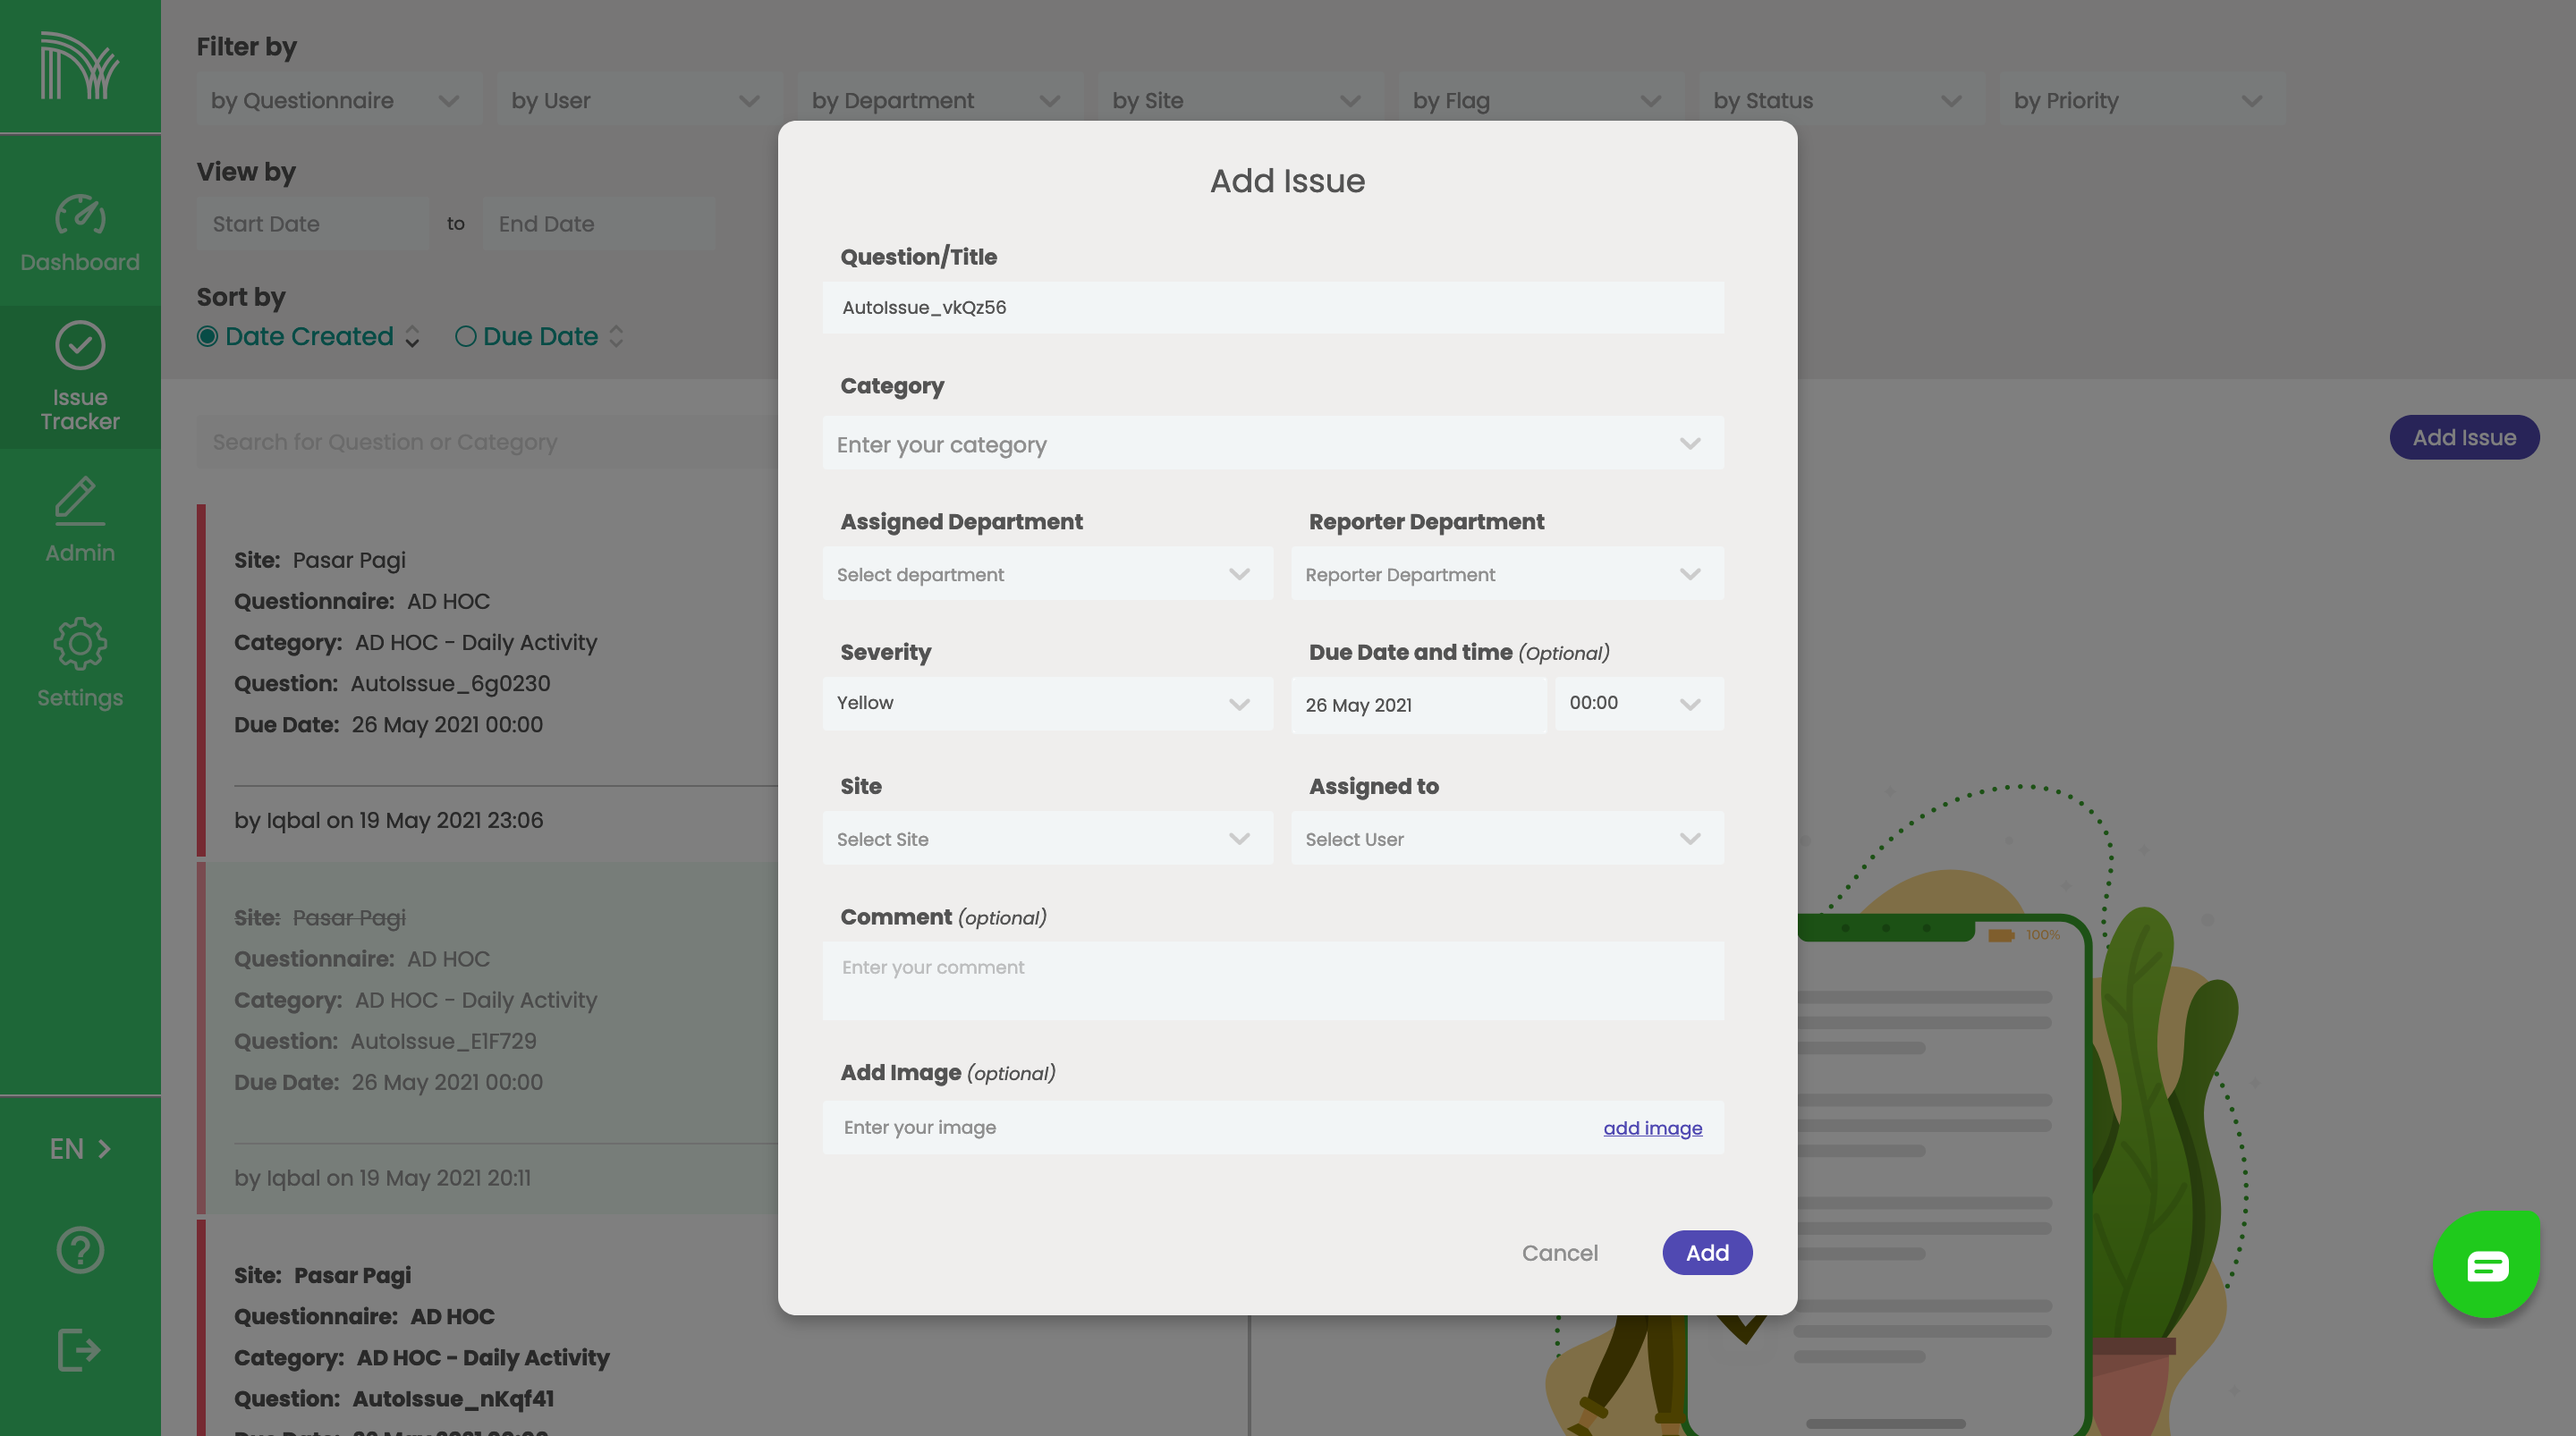 Filter by
by Questionnaire
by User
by Department
by Site
by Flag
by Status
by Priority
View by
Start Date
to
End Date
Sort by
Date Created
Due Date
Dashboard
Issue
Tracker
Admin
Settings
EN
Search for Question or Category
Add Issue
Site: Pasar Pagi
Questionnaire: AD HOC
Category: AD HOC - Daily Activity
Question: AutoIssue_6g0230
Due Date: 26 May 2021 00:00
by Iqbal on 19 May 2021 23:06
Site: Pasar Pagi
Questionnaire: AD HOC
Category: AD HOC - Daily Activity
Question: AutoIssue_E1F729
Due Date: 26 May 2021 00:00
by Iqbal on 19 May 2021 20:11
Site: Pasar Pagi
Questionnaire: AD HOC
Category: AD HOC - Daily Activity
Question: AutoIssue_nKqf41
Due Date: 26 May 2021 00:00
Add Issue
Question/Title
AutoIssue_vkQz56
Category
Enter your category
Assigned Department
Reporter Department
Select department
Reporter Department
Severity
Due Date and time (Optional)
Yellow
26 May 2021
00:00
Site
Assigned to
Select Site
Select User
Comment (optional)
Enter your comment
Add Image (optional)
Enter your image
add image
Cancel
Add
100%